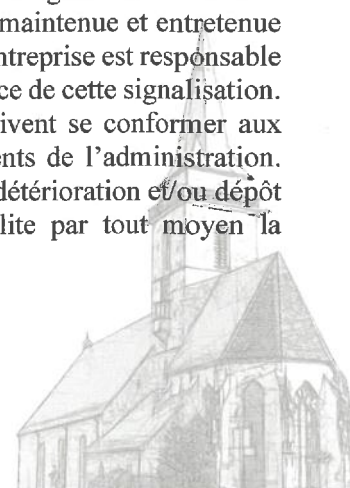 maintenue et entretenue
ntreprise est responsable
ce de cette signalisation.
ivent se conformer aux
nts de l'administration.
détérioration et/ou dépôt
lite par tout moyen la